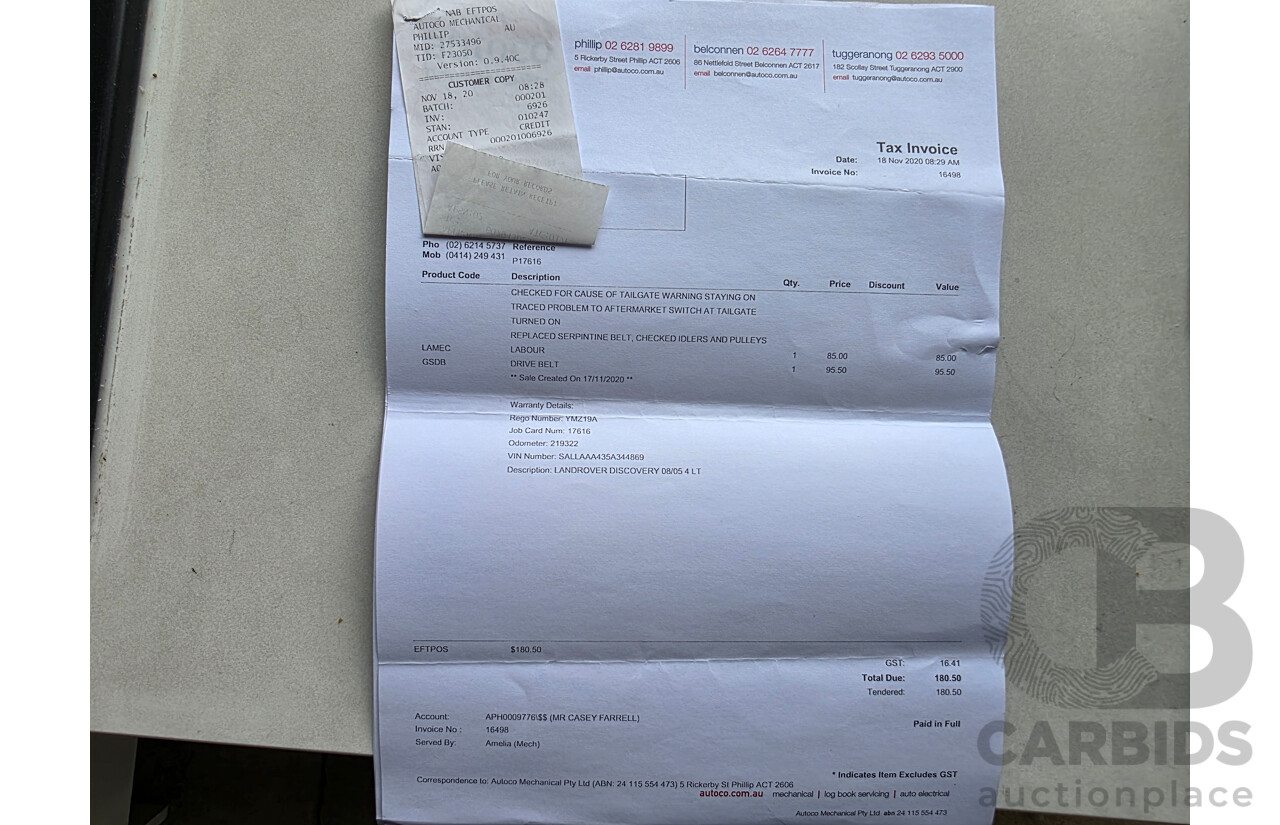 NAB EFTPOS
AUTOCO MECHANICAL
PHILLIP AU
MID: 27533496
TID: F23050
Version: 0.9.40C
CUSTOMER COPY
NOV 18, 20 08:28
BATCH: 000201
INV: 6926
STAN: 010247
ACCOUNT TYPE CREDIT
RRN 000201006926
FOR YOUR RECORDS
PLEASE RETAIN RECEIPT
phillip 02 6281 9899
5 Rickerby Street Phillip ACT 2606
email phillip@autoco.com.au
belconnen 02 6264 7777
86 Nettlefold Street Belconnen ACT 2617
email belconnen@autoco.com.au
tuggeranong 02 6293 5000
182 Scollay Street Tuggeranong ACT 2900
email tuggeranong@autoco.com.au
Tax Invoice
Date: 18 Nov 2020 08:29 AM
Invoice No: 16498
Pho (02) 6214 5737 Reference
Mob (0414) 249 431 P17616
Product Code Description Qty. Price Discount Value
CHECKED FOR CAUSE OF TAILGATE WARNING STAYING ON
TRACED PROBLEM TO AFTERMARKET SWITCH AT TAILGATE
TURNED ON
REPLACED SERPINTINE BELT, CHECKED IDLERS AND PULLEYS
LAMEC LABOUR 1 85.00 85.00
GSDB DRIVE BELT 1 95.50 95.50
** Sale Created On 17/11/2020 **
Warranty Details:
Rego Number: YMZ19A
Job Card Num: 17616
Odometer: 219322
VIN Number: SALLAAA435A344869
Description: LANDROVER DISCOVERY 08/05 4 LT
EFTPOS $180.50
GST: 16.41
Total Due: 180.50
Tendered: 180.50
Account: APH0009776\$$ (MR CASEY FARRELL)
Invoice No : 16498
Served By: Amelia (Mech)
Paid in Full
* Indicates Item Excludes GST
Correspondence to: Autoco Mechanical Pty Ltd (ABN: 24 115 554 473) 5 Rickerby St Phillip ACT 2606
autoco.com.au mechanical | log book servicing | auto electrical
Autoco Mechanical Pty Ltd abn 24 115 554 473
CB
CARBIDS
auctionplace